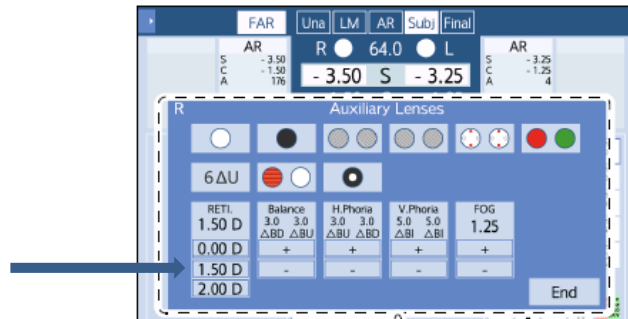 FAR Una LM AR Subj Final
AR R 64.0 L AR
S - 3.50 S - 3.25
C - 1.50 C - 1.25
A 176 A 4
- 3.50 S - 3.25
R Auxiliary Lenses
6ΔU
RETI. Balance H.Phoria V.Phoria FOG
1.50 D 3.0 3.0 3.0 3.0 5.0 5.0 1.25
ΔBD ΔBU ΔBU ΔBD ΔBI ΔBI
0.00 D + + + +
1.50 D - - - -
2.00 D End